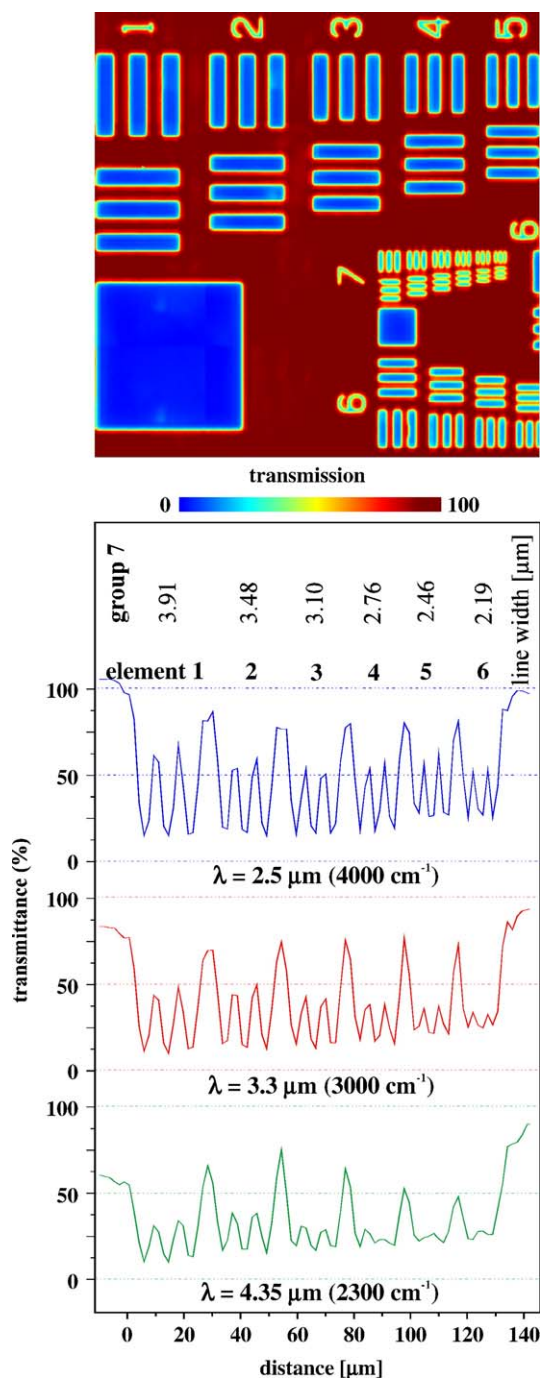 1 2 3 4 5
6
7
6
transmission
0 100
group 7 3.91 3.48 3.10 2.76 2.46 2.19 line width [µm]
element 1 2 3 4 5 6
100
50
0
λ = 2.5 µm (4000 cm⁻¹)
100
50
0
λ = 3.3 µm (3000 cm⁻¹)
100
50
0
λ = 4.35 µm (2300 cm⁻¹)
transmittance (%)
0 20 40 60 80 100 120 140
distance [µm]